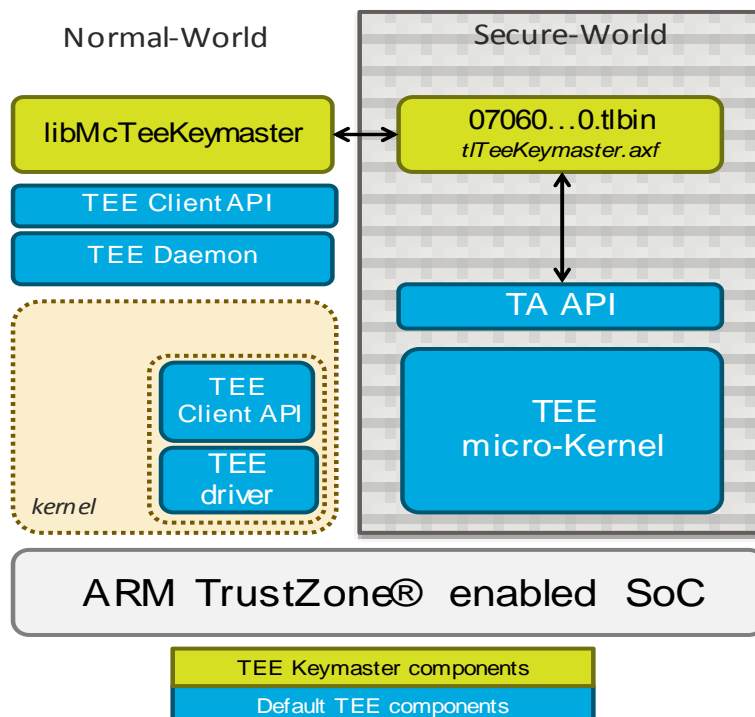 Normal-World
Secure-World
libMcTeeKeymaster
07060...0.tlbin
tlTeeKeymaster.axf
TEE Client API
TEE Daemon
TA API
TEE
Client API
TEE
driver
kernel
TEE
micro-Kernel
ARM TrustZone® enabled SoC
TEE Keymaster components
Default TEE components